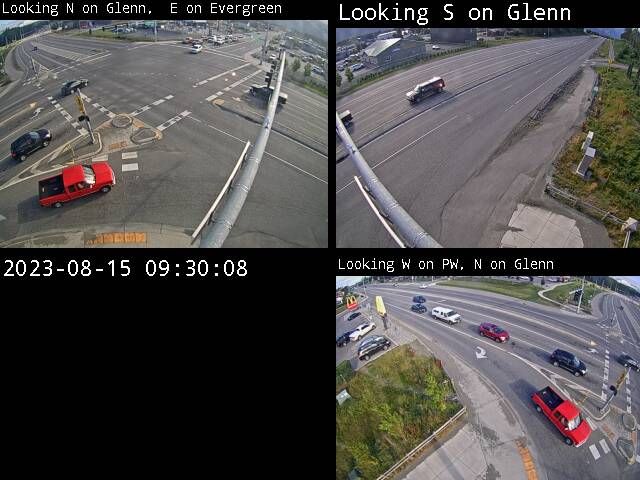 Looking N on Glenn,  E on Evergreen
Looking S on Glenn
2023-08-15 09:30:08
Looking W on PW, N on Glenn